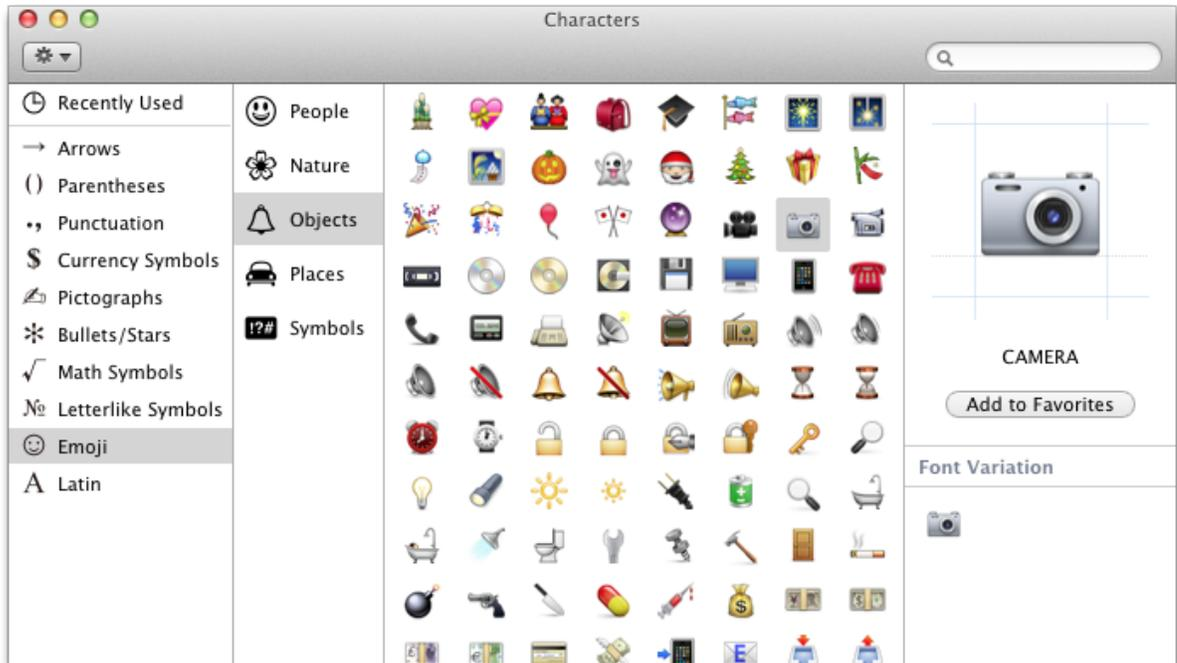 Characters
Recently Used
Arrows
() Parentheses
., Punctuation
$ Currency Symbols
Pictographs
Bullets/Stars
√ Math Symbols
№ Letterlike Symbols
Emoji
A Latin
People
Nature
Objects
Places
!?# Symbols
CAMERA
Add to Favorites
Font Variation